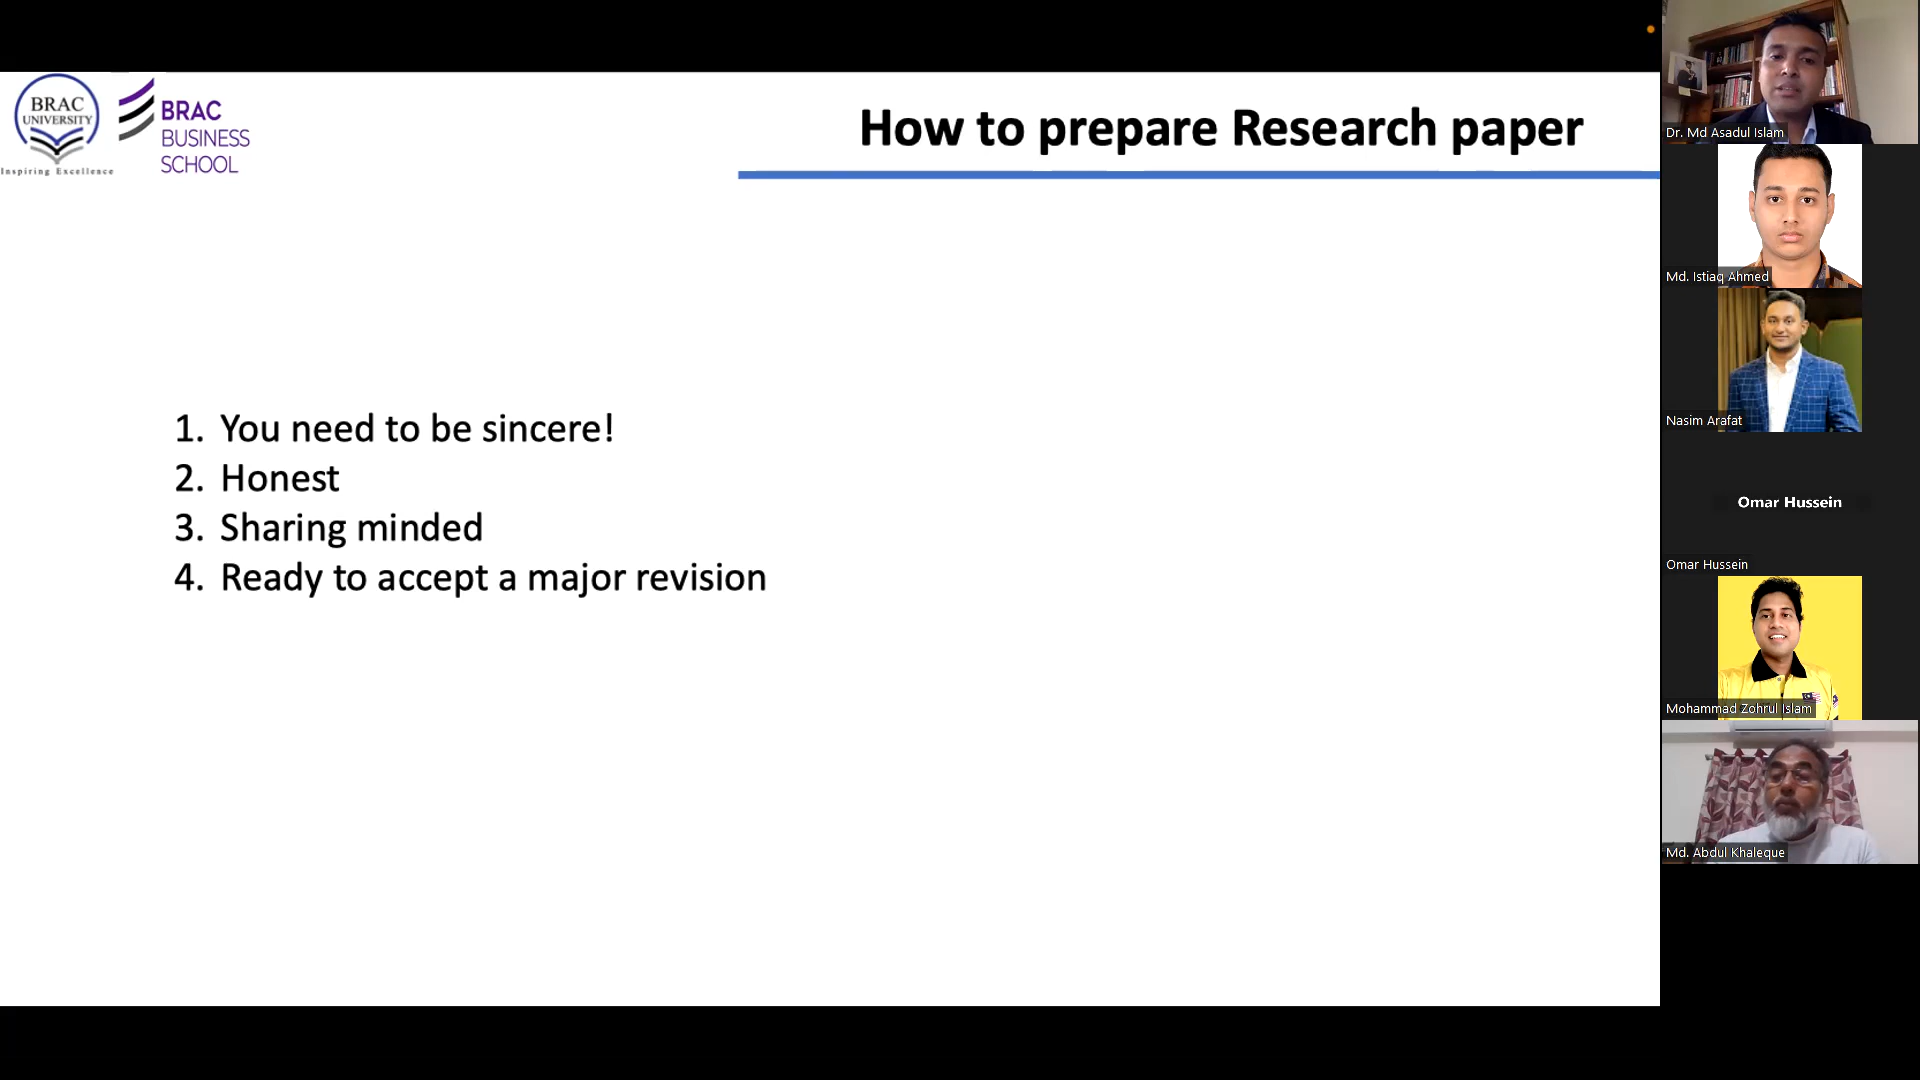 BRAC
UNIVERSITY
Inspiring Excellence
BRAC
BUSINESS
SCHOOL
How to prepare Research paper
1. You need to be sincere!
2. Honest
3. Sharing minded
4. Ready to accept a major revision
Dr. Md Asadul Islam
Md. Istiaq Ahmed
Nasim Arafat
Omar Hussein
Omar Hussein
Mohammad Zohrul Islam
Md. Abdul Khaleque